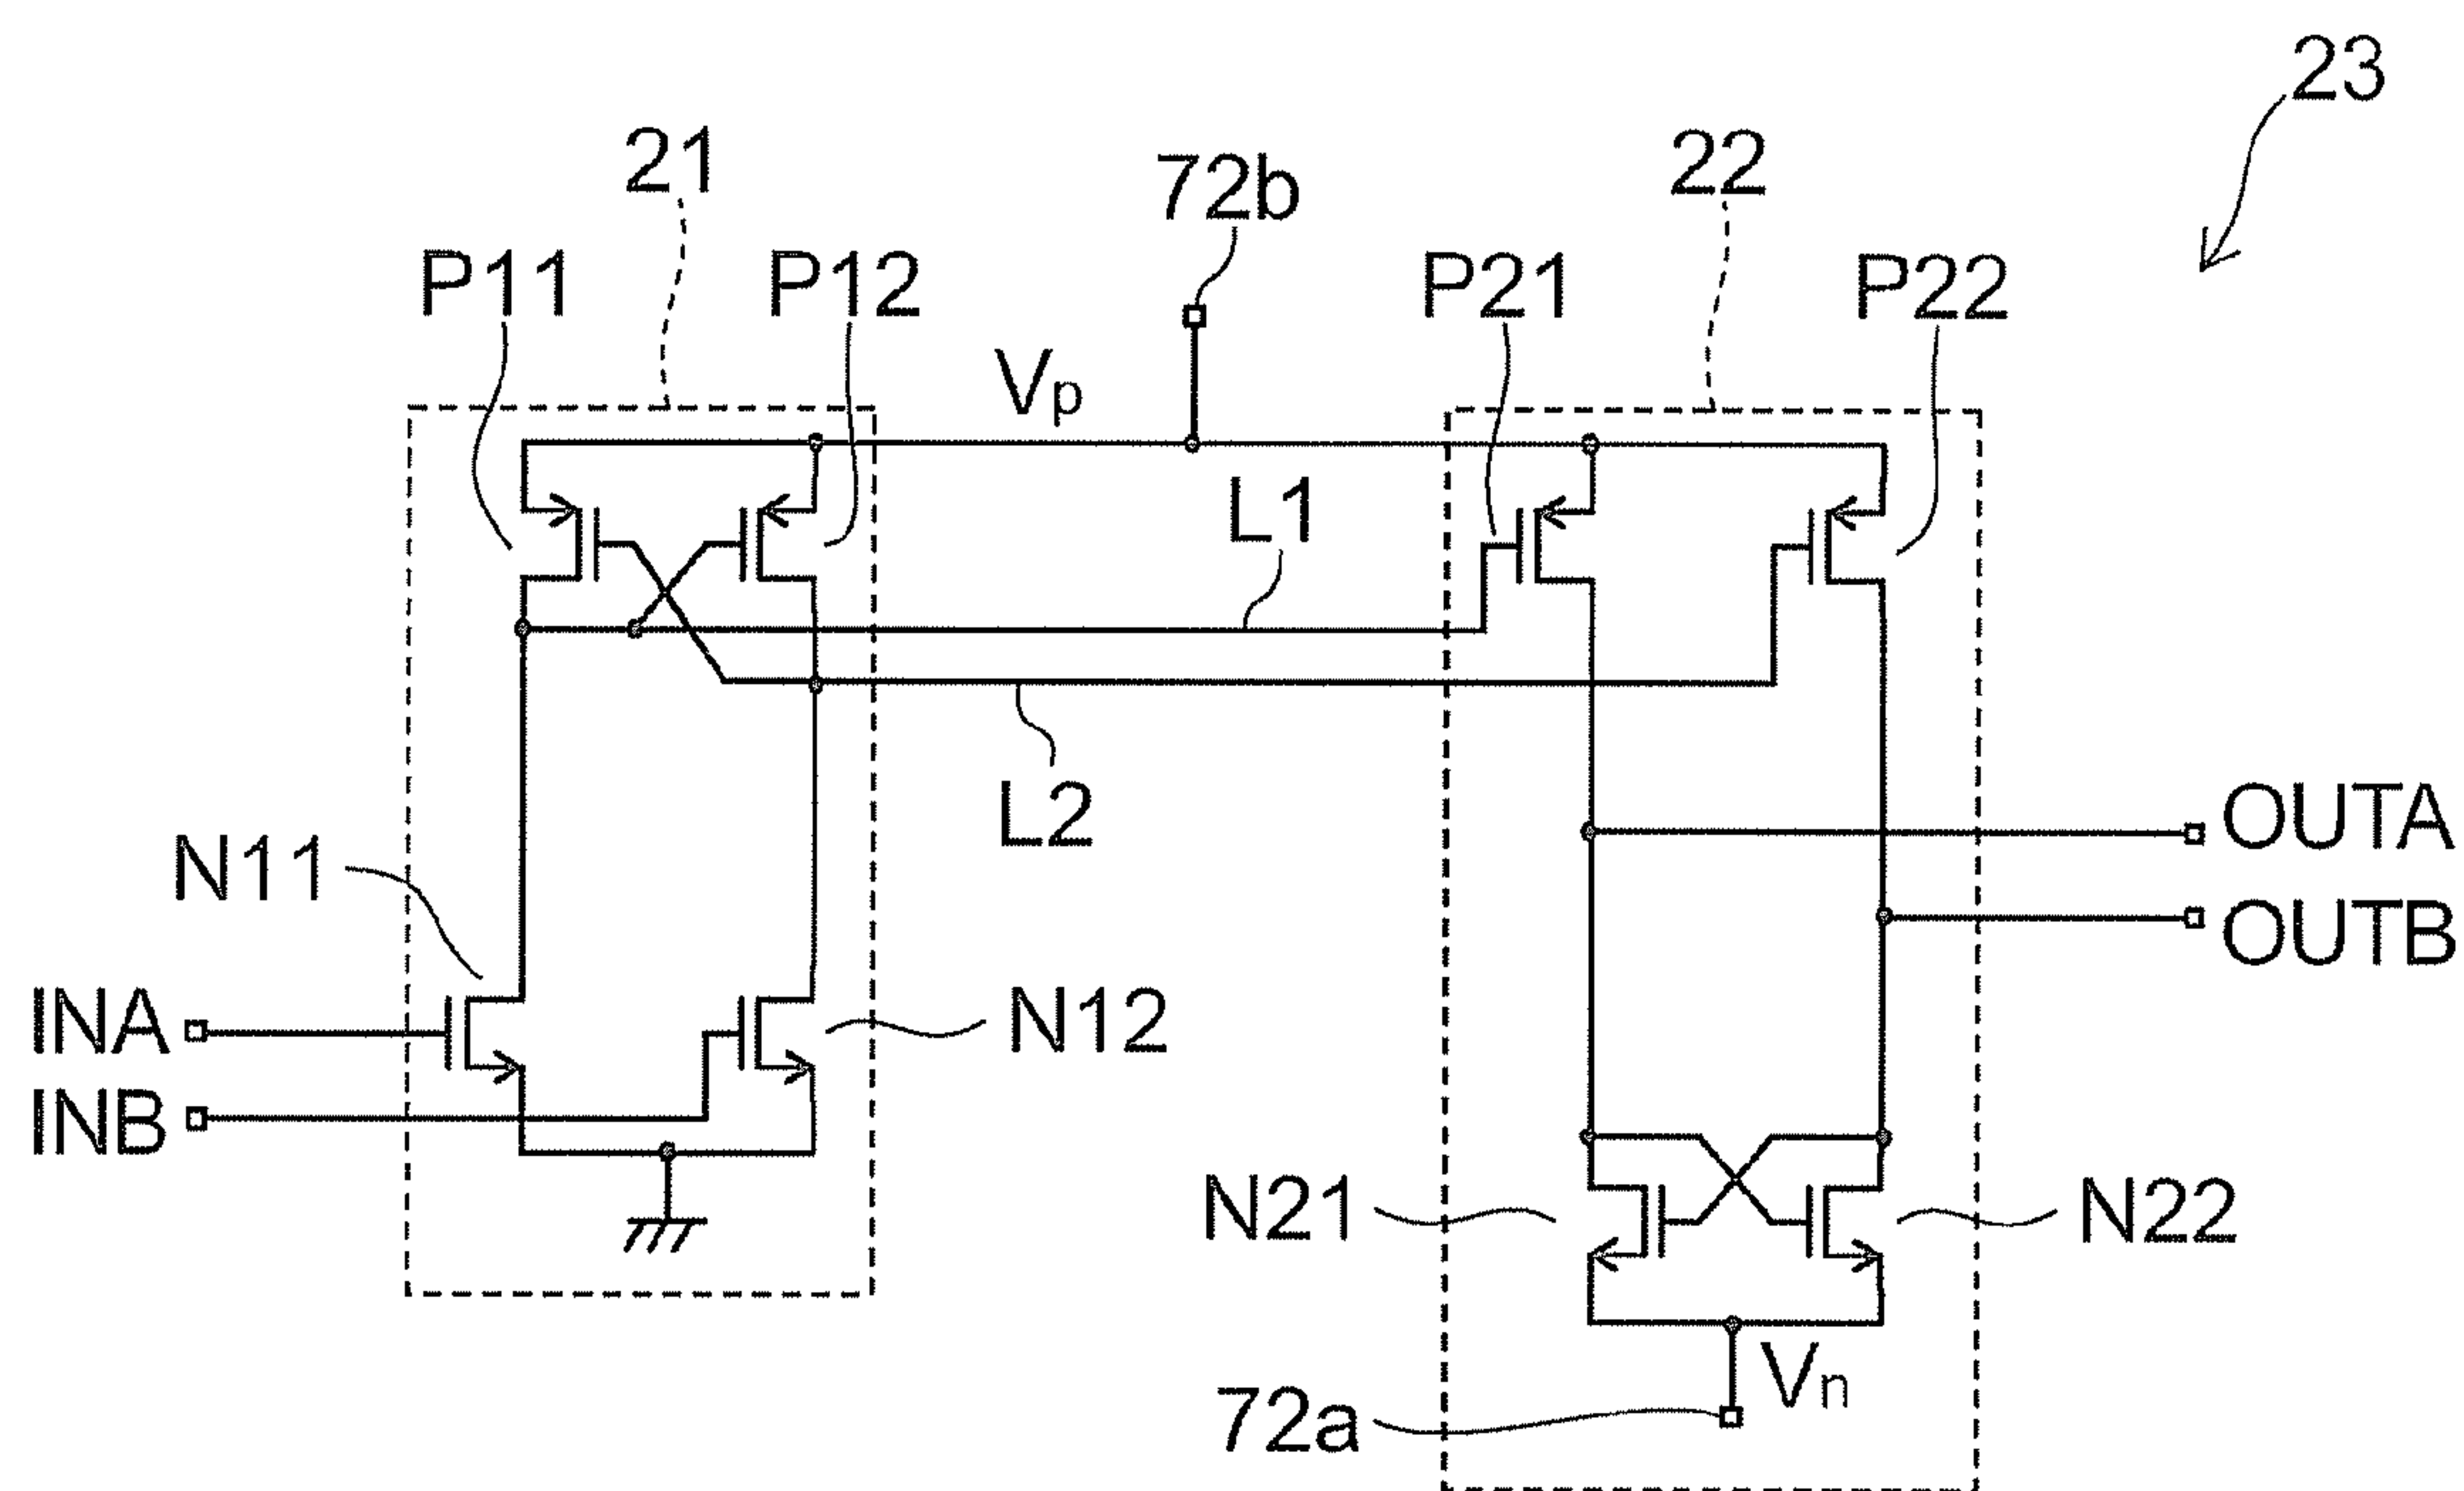 23
21
72b
22
P11
P12
P21
P22
Vp
L1
L2
OUTA
N11
OUTB
INA
N12
INB
N21
N22
Vn
72a